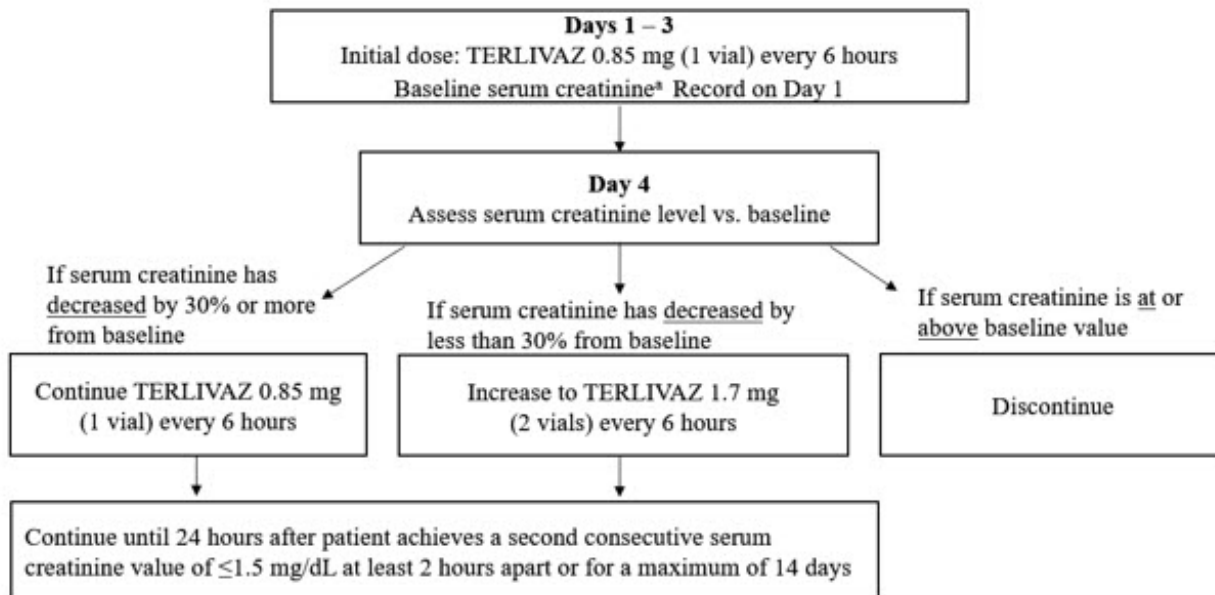 Days 1 – 3
Initial dose: TERLIVAZ 0.85 mg (1 vial) every 6 hours
Baseline serum creatinineᵃ Record on Day 1
Day 4
Assess serum creatinine level vs. baseline
If serum creatinine has
decreased by 30% or more
from baseline
If serum creatinine has decreased by
less than 30% from baseline
If serum creatinine is at or
above baseline value
Continue TERLIVAZ 0.85 mg
(1 vial) every 6 hours
Increase to TERLIVAZ 1.7 mg
(2 vials) every 6 hours
Discontinue
Continue until 24 hours after patient achieves a second consecutive serum
creatinine value of ≤1.5 mg/dL at least 2 hours apart or for a maximum of 14 days